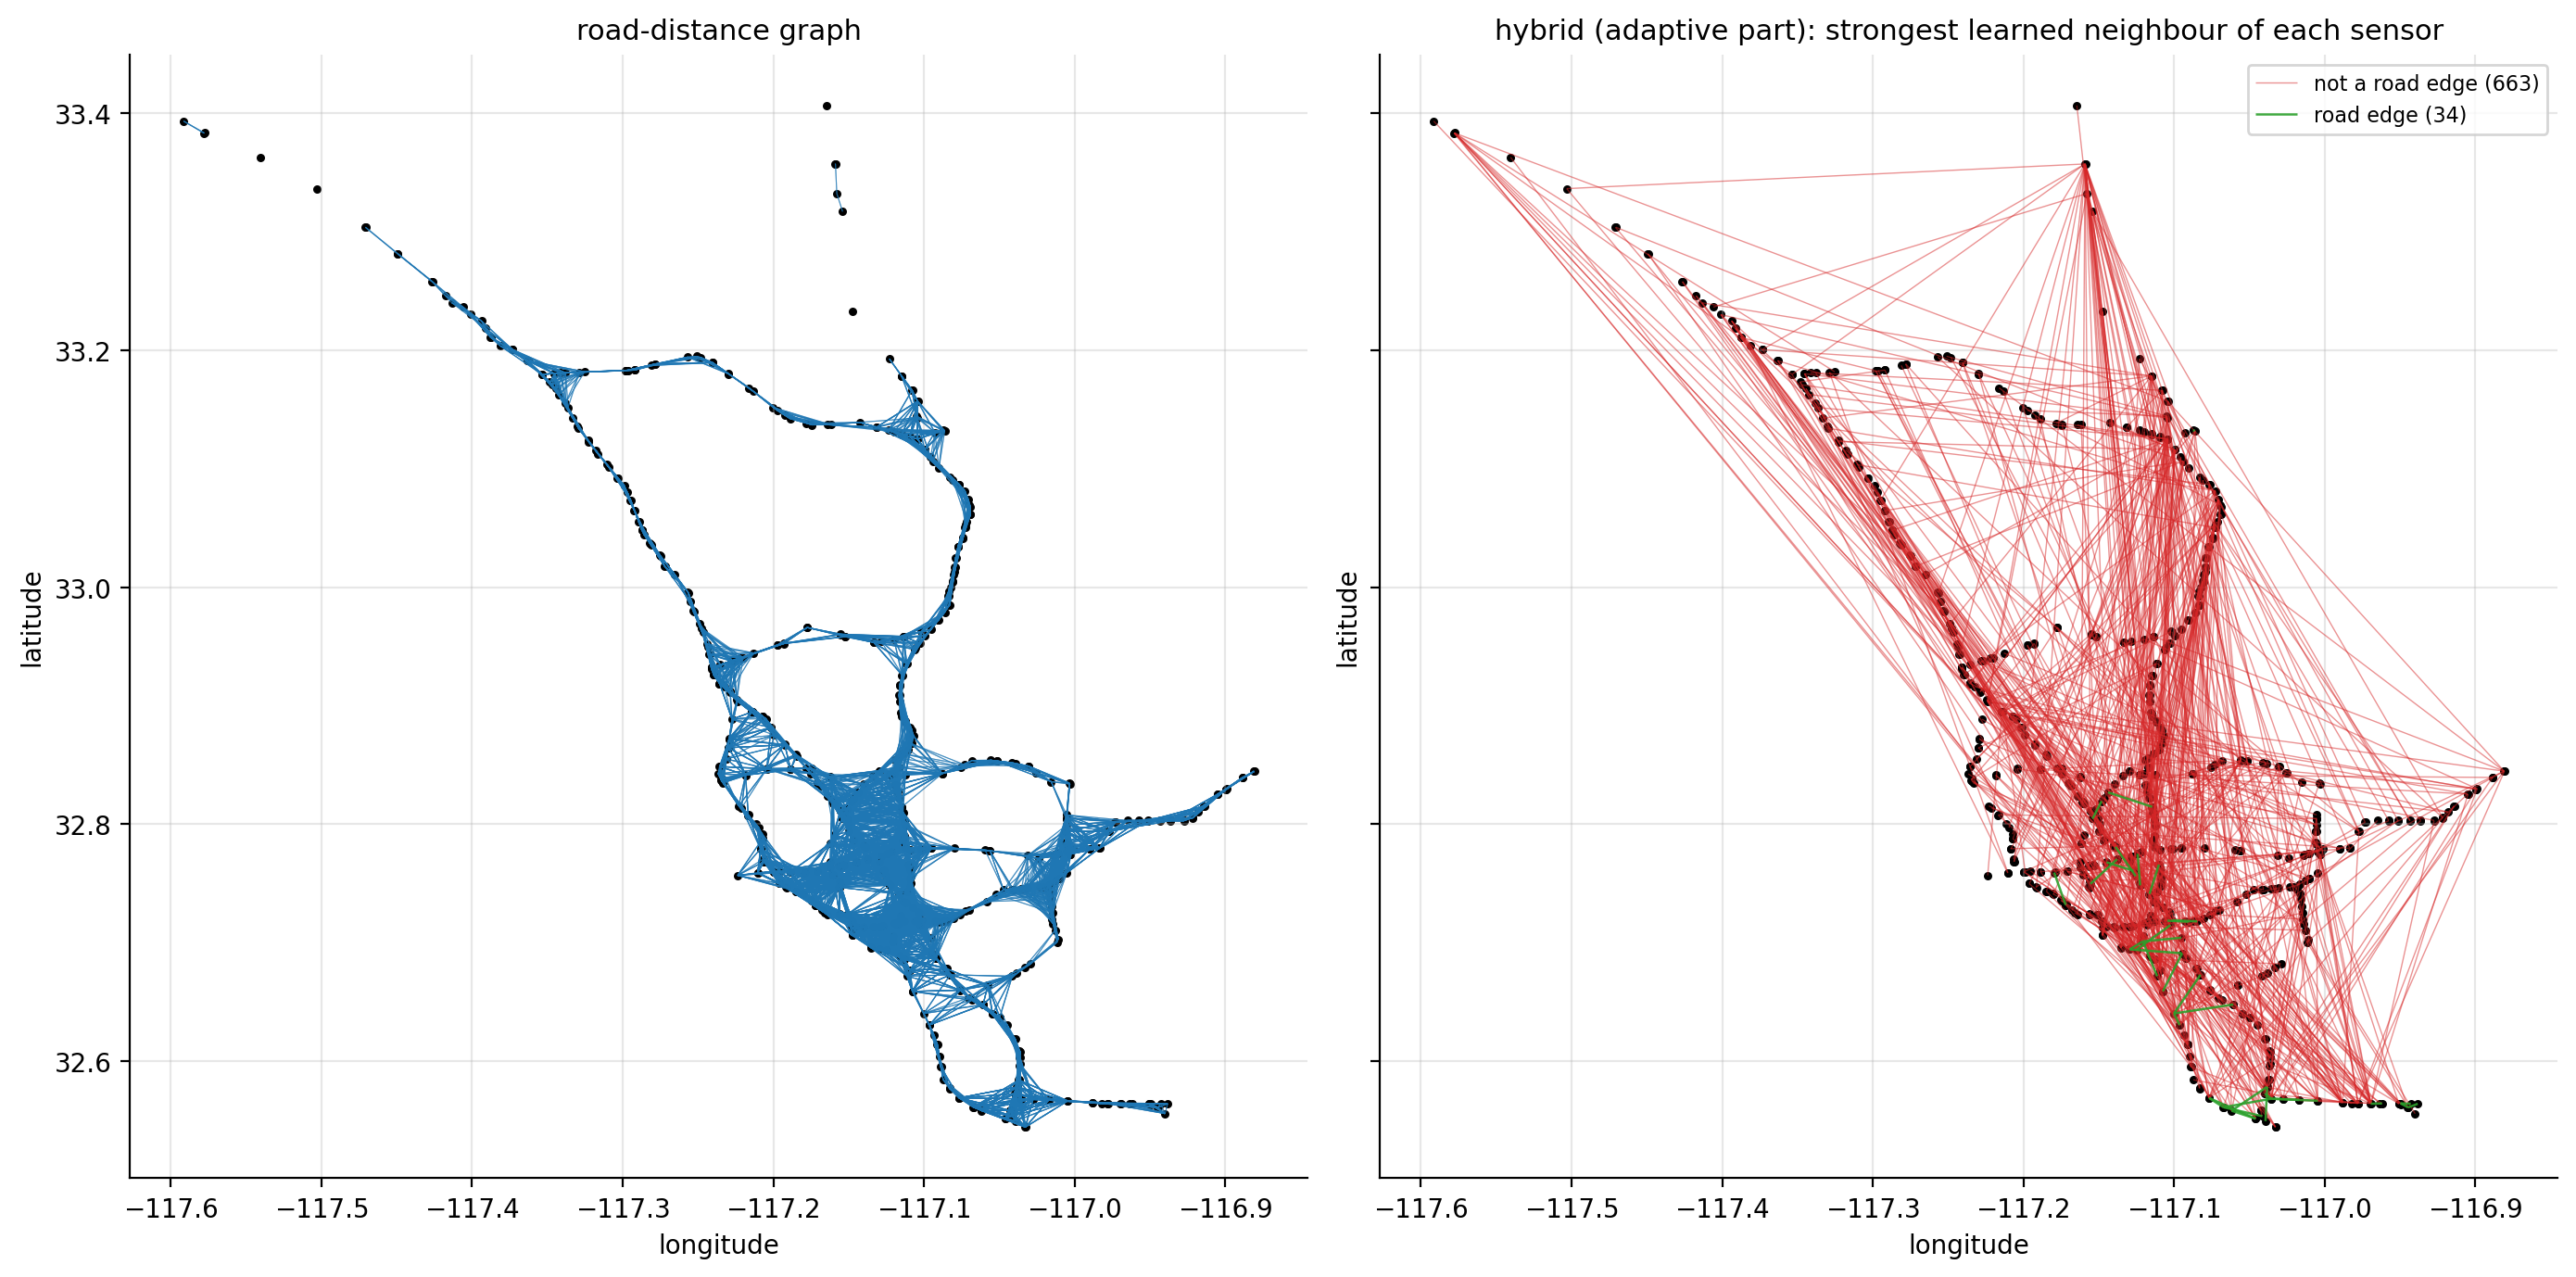 road-distance graph
hybrid (adaptive part): strongest learned neighbour of each sensor
not a road edge (663)
road edge (34)
33.4
33.2
33.0
32.8
32.6
latitude
latitude
−117.6 −117.5 −117.4 −117.3 −117.2 −117.1 −117.0 −116.9
−117.6 −117.5 −117.4 −117.3 −117.2 −117.1 −117.0 −116.9
longitude
longitude